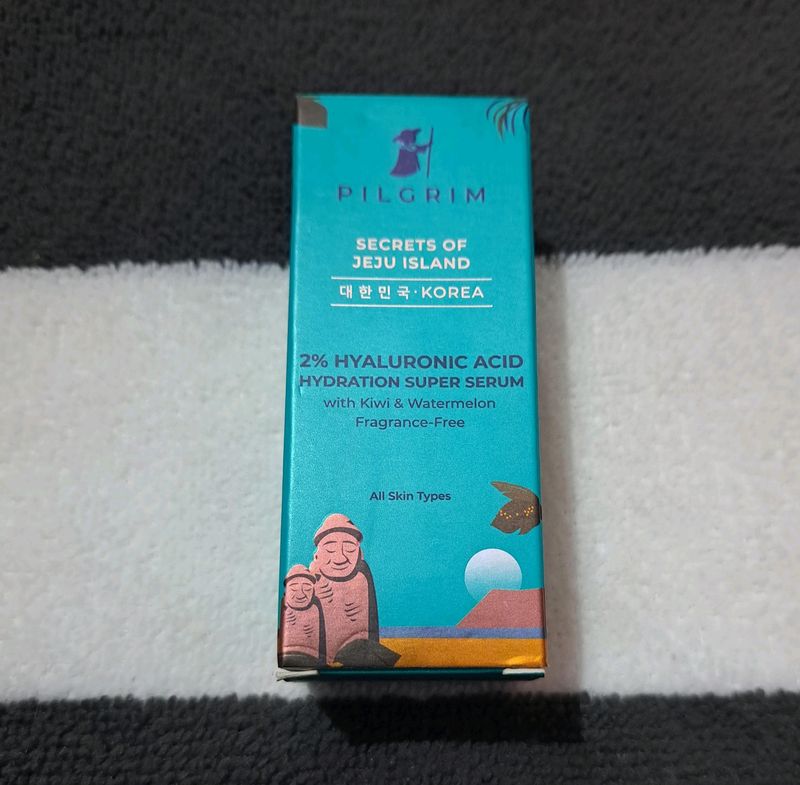 PILGRIM
SECRETS OF
JEJU ISLAND
대한민국·KOREA
2% HYALURONIC ACID
HYDRATION SUPER SERUM
with Kiwi & Watermelon
Fragrance-Free
All Skin Types